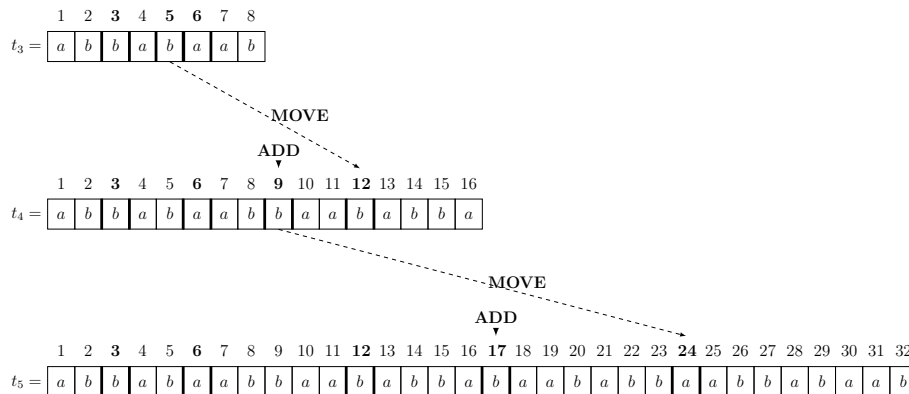 1 2 3 4 5 6 7 8
t₃ = a b b a b a a b
MOVE
ADD
1 2 3 4 5 6 7 8 9 10 11 12 13 14 15 16
t₄ = a b b a b a a b b a a b a b b a
MOVE
ADD
1 2 3 4 5 6 7 8 9 10 11 12 13 14 15 16 17 18 19 20 21 22 23 24 25 26 27 28 29 30 31 32
t₅ = a b b a b a a b b a a b a b b a b a a b a b b a a b b a b a a b